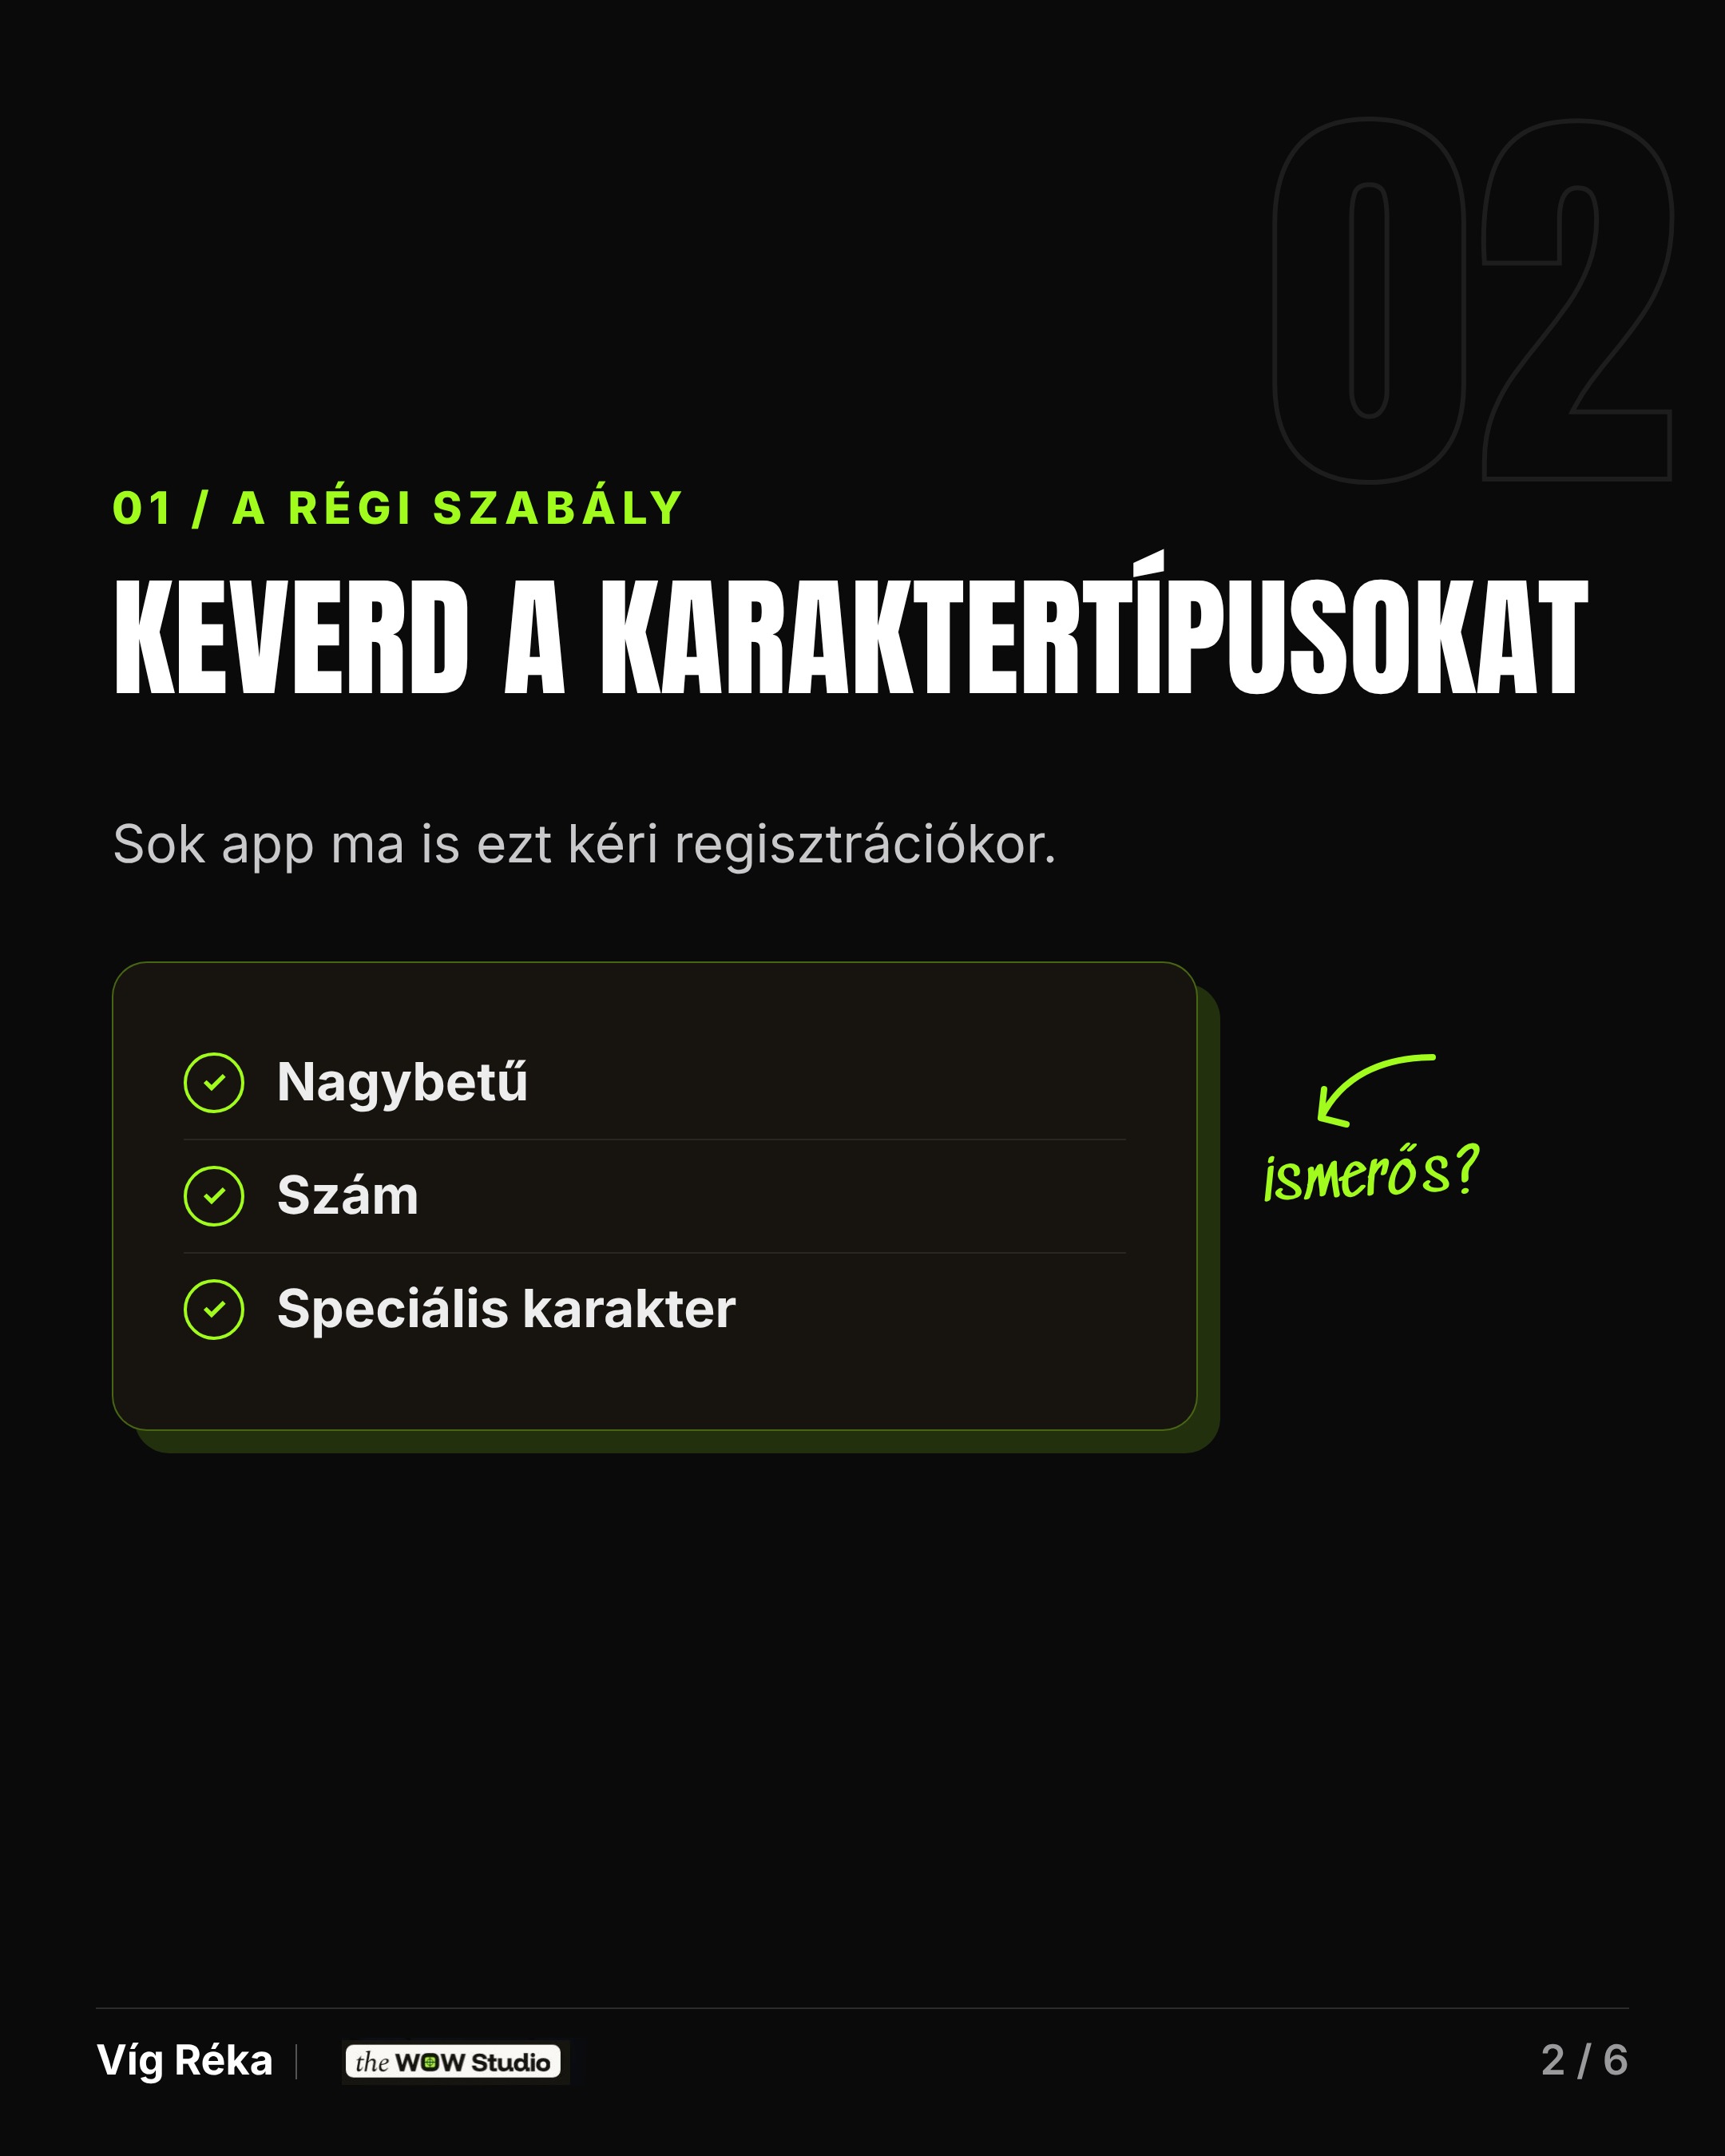 02
01 / A RÉGI SZABÁLY
KEVERD A KARAKTERTÍPUSOKAT
Sok app ma is ezt kéri regisztrációkor.
Nagybetű
Szám
Speciális karakter
ismerős?
Víg Réka
the WOW Studio
2 / 6